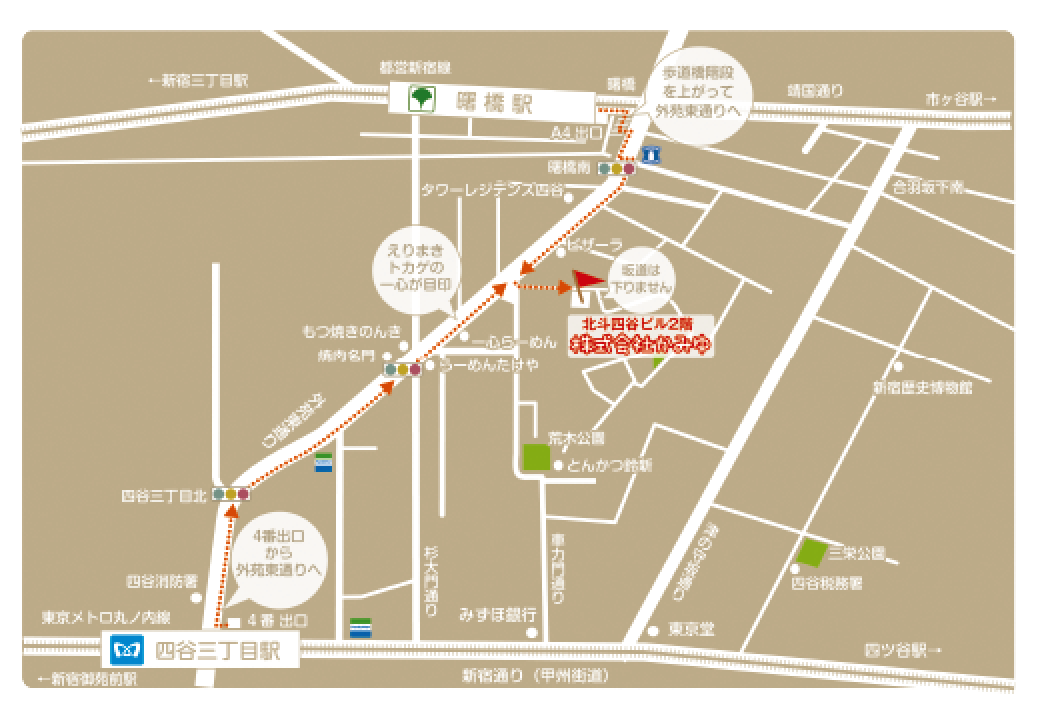 都営新宿線
←新宿三丁目駅
曙橋駅
曙橋
歩道橋階段
を上がって
外苑東通りへ
靖国通り
市ヶ谷駅→
A4 出口
曙橋南
タワーレジデンス四谷
合羽坂下南
ピザーラ
えりまき
トカゲの
一心が目印
坂道は
下りません
北斗四谷ビル2階
株式会社かみゆ
もつ焼きのんき
焼肉名門
一心らーめん
らーめんたけや
新宿歴史博物館
外苑東通り
荒木公園
とんかつ鈴新
四谷三丁目北
4番出口
から
外苑東通りへ
杉大門通り
車力門通り
津の守坂通り
三栄公園
四谷税務署
四谷消防署
みずほ銀行
東京メトロ丸ノ内線
4 番 出口
東京堂
四谷三丁目駅
四ツ谷駅→
←新宿御苑前駅
新宿通り（甲州街道）